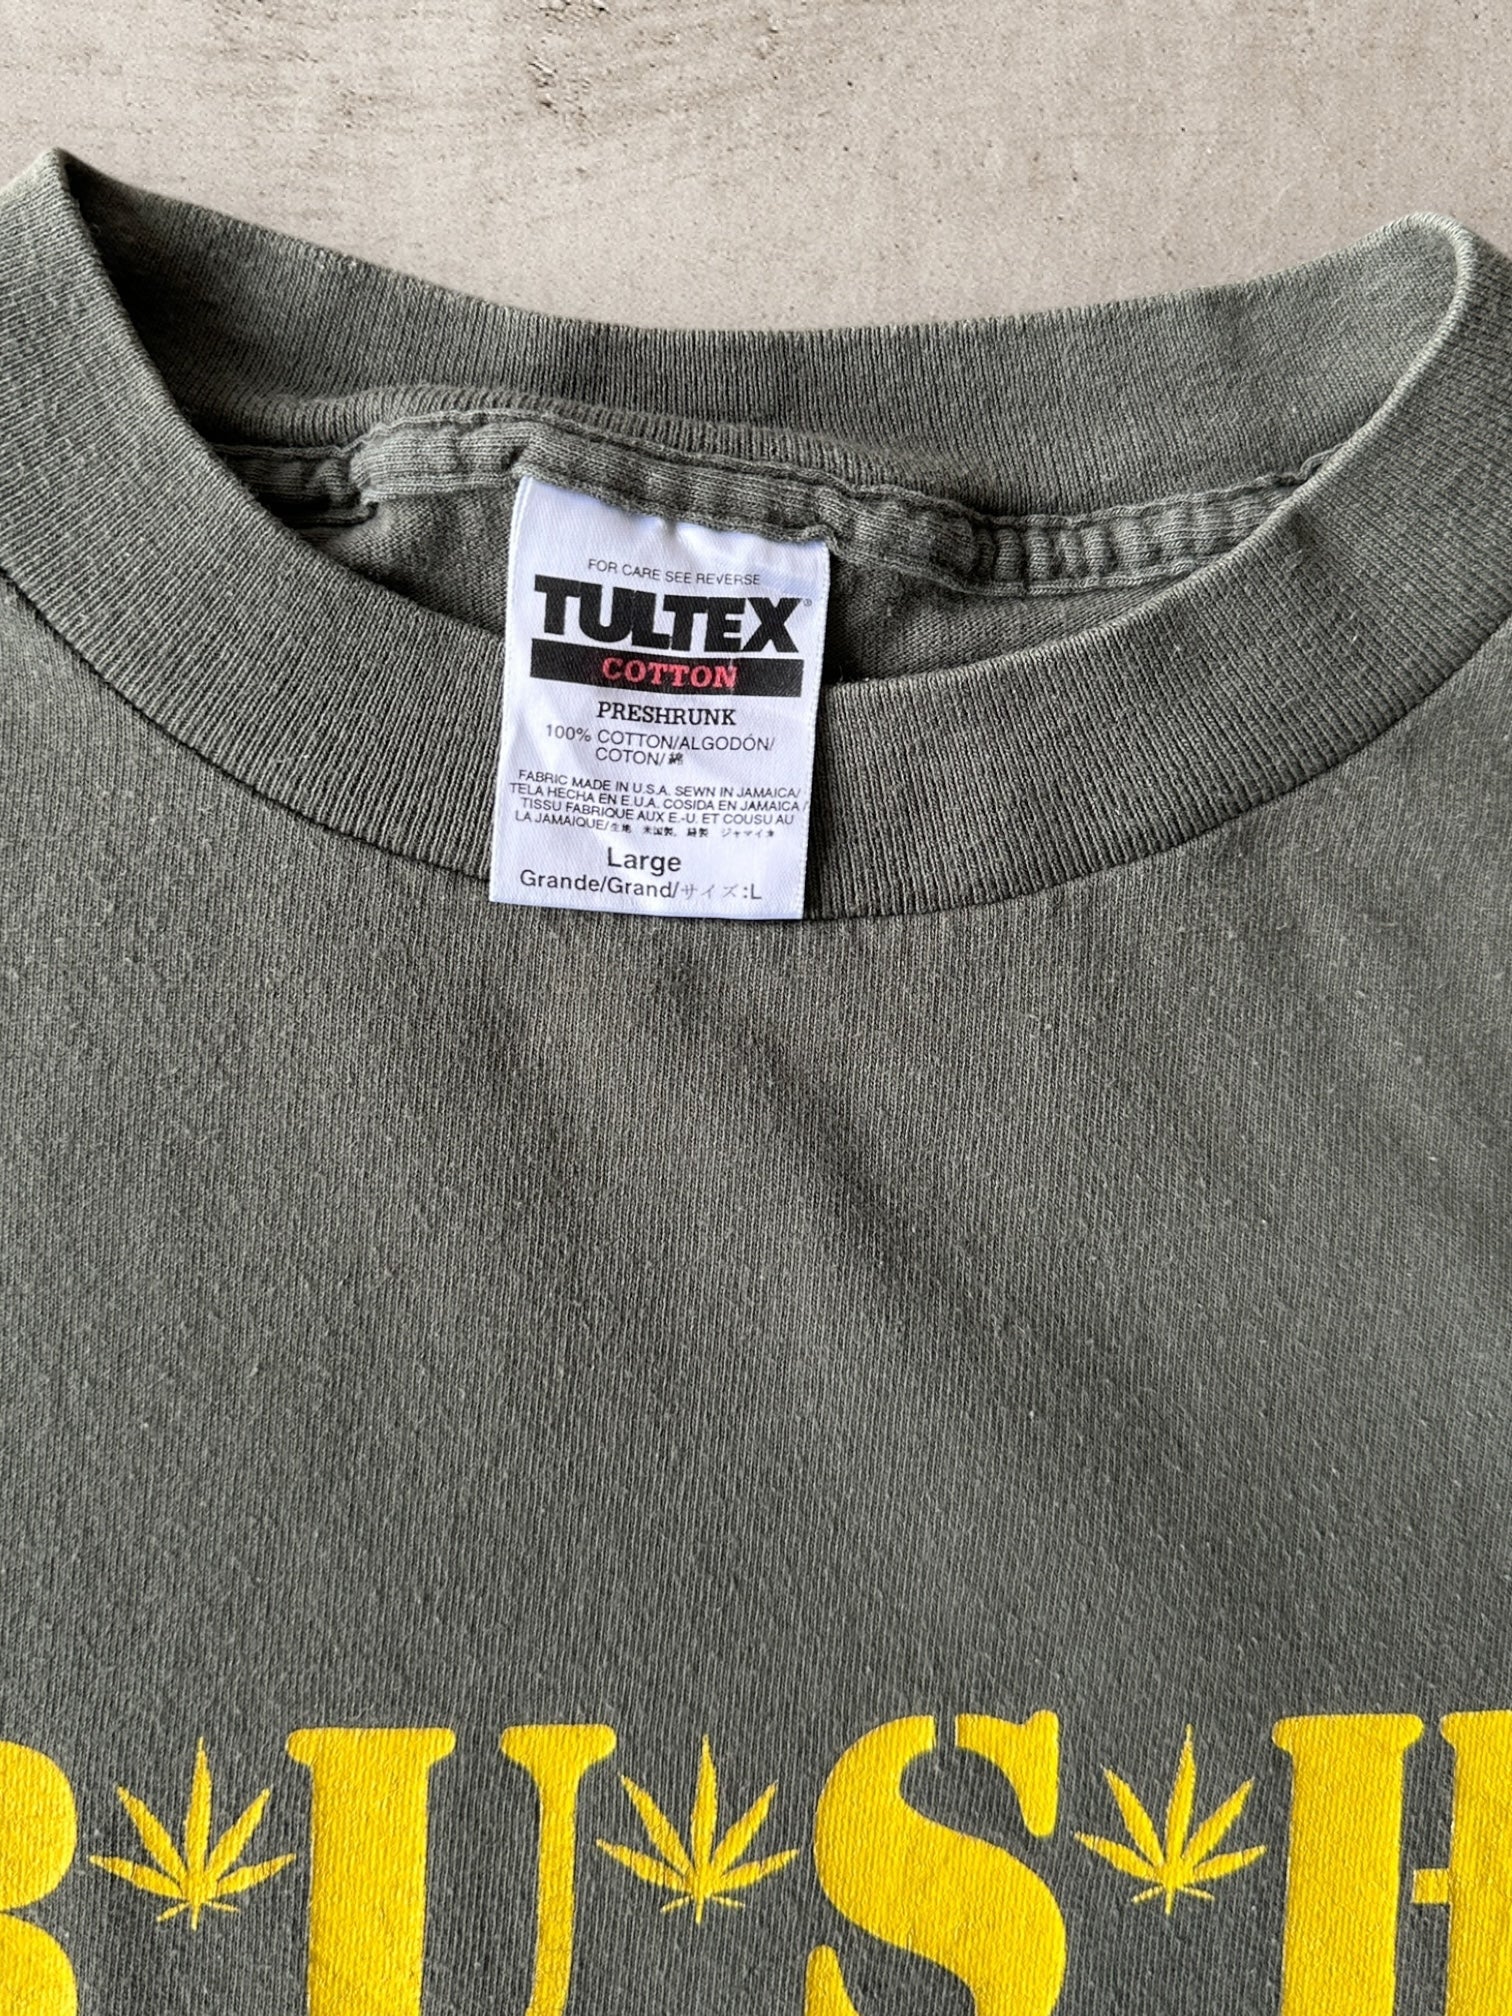 FOR CARE SEE REVERSE
TULTEX®
COTTON
PRESHRUNK
100% COTTON/ALGODÓN/
COTON/綿
FABRIC MADE IN U.S.A. SEWN IN JAMAICA/
TELA HECHA EN E.U.A. COSIDA EN JAMAICA/
TISSU FABRIQUE AUX E.-U. ET COUSU AU
LA JAMAIQUE/生地 米国製, 縫製 ジャマイカ
Large
Grande/Grand/サイズ:L
B U S H